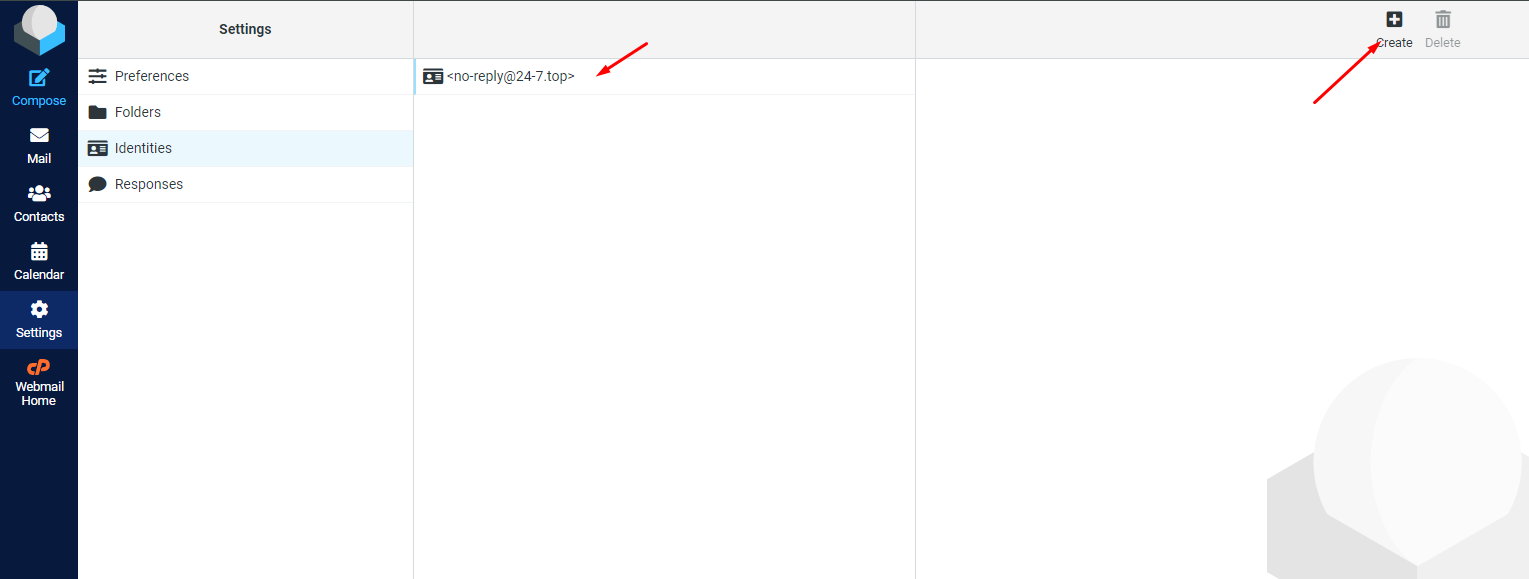 Settings
Create
Delete
Compose
Mail
Contacts
Calendar
Settings
Webmail
Home
Preferences
Folders
Identities
Responses
<no-reply@24-7.top>